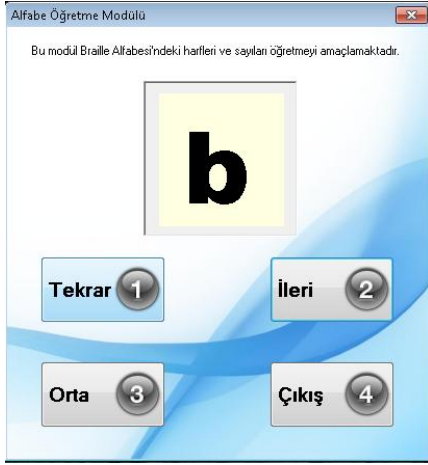 Alfabe Öğretme Modülü
Bu modül Braille Alfabesi'ndeki harfleri ve sayıları öğretmeyi amaçlamaktadır.
b
Tekrar 1
İleri 2
Orta 3
Çıkış 4